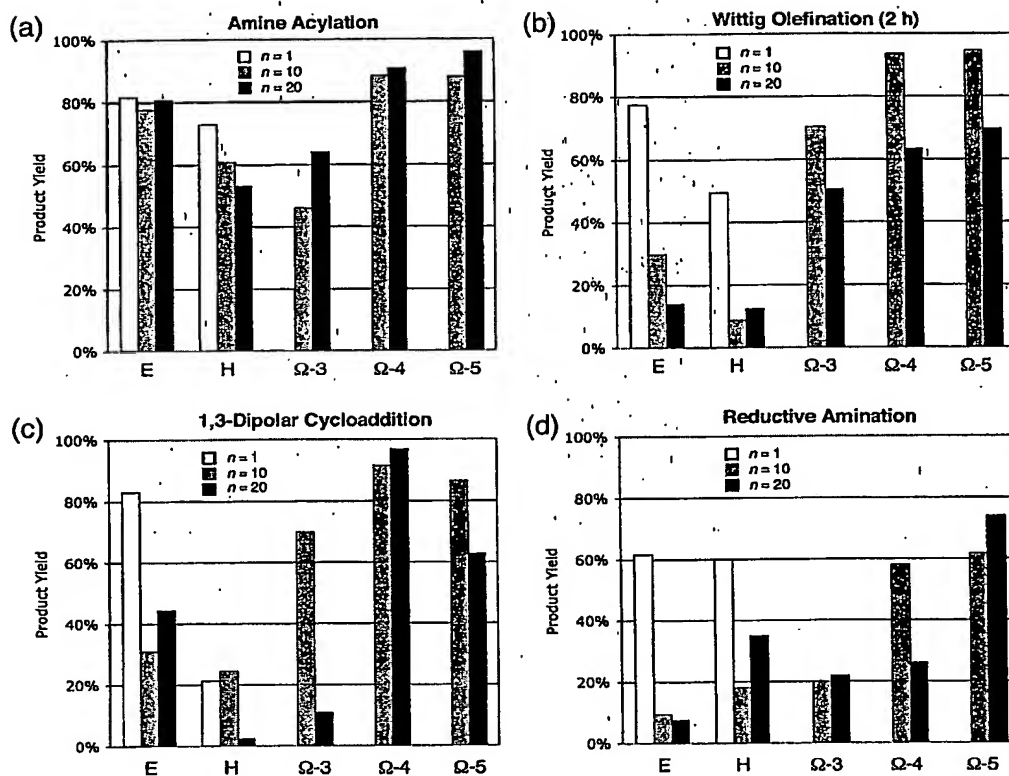 (a)
Amine Acylation
100%
80%
60%
40%
20%
0%
Product Yield
n = 1
n = 10
n = 20
E H Ω-3 Ω-4 Ω-5
(b)
Wittig Olefination (2 h)
100%
80%
60%
40%
20%
0%
Product Yield
n = 1
n = 10
n = 20
E H Ω-3 Ω-4 Ω-5
(c)
1,3-Dipolar Cycloaddition
100%
80%
60%
40%
20%
0%
Product Yield
n = 1
n = 10
n = 20
E H Ω-3 Ω-4 Ω-5
(d)
Reductive Amination
100%
80%
60%
40%
20%
0%
Product Yield
n = 1
n = 10
n = 20
E H Ω-3 Ω-4 Ω-5